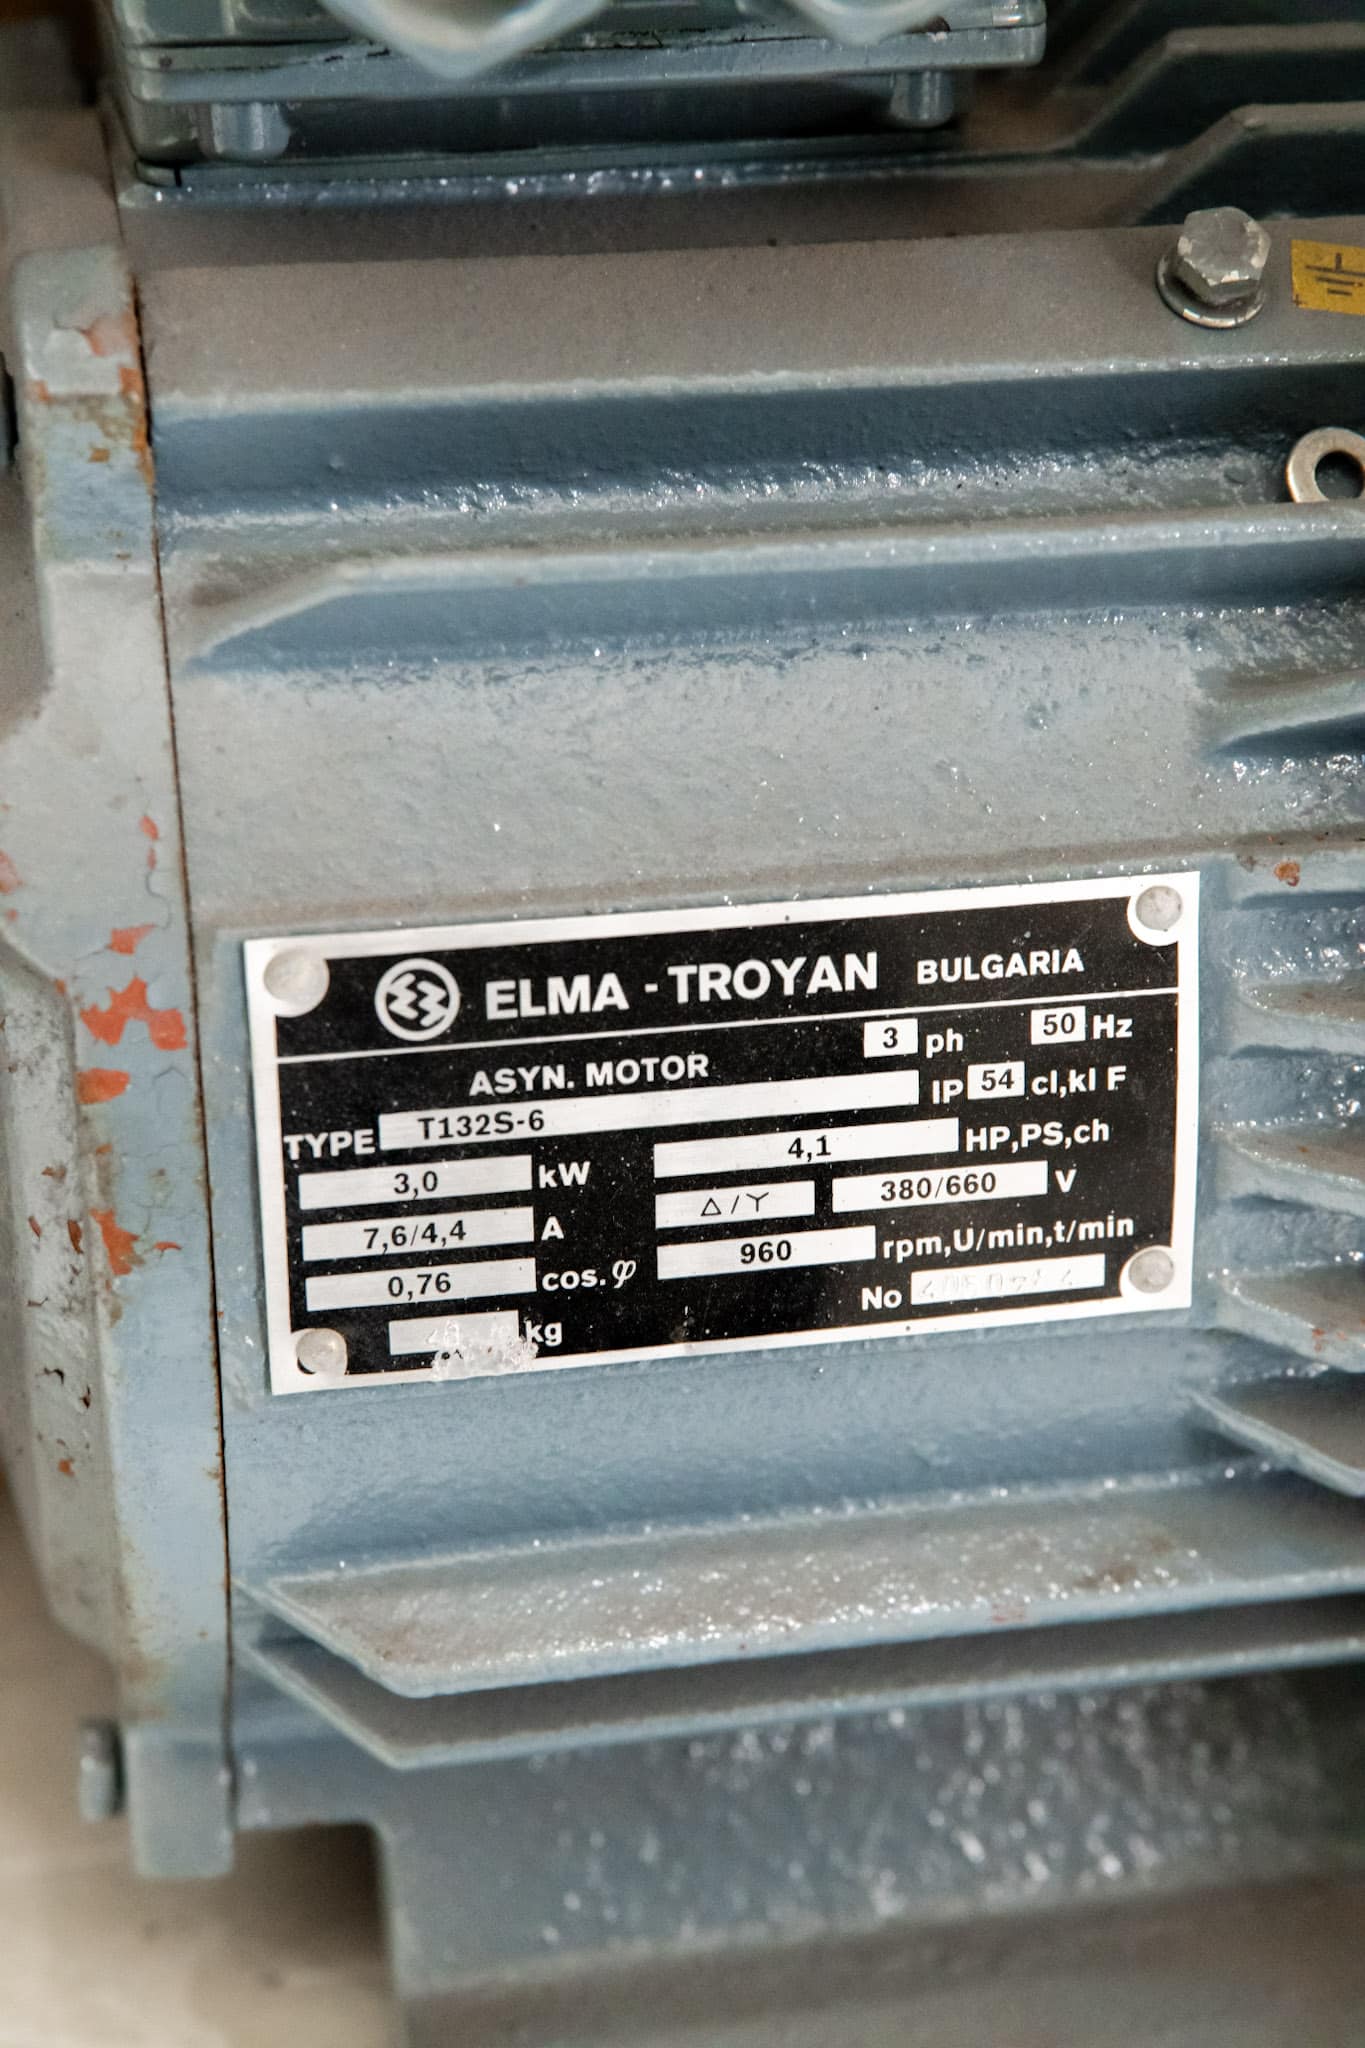 ELMA - TROYAN BULGARIA
3 ph 50 Hz
ASYN. MOTOR
IP 54 cl,kl F
TYPE T132S-6
4,1 HP,PS,ch
3,0 kW
△/Y 380/660 V
7,6/4,4 A
960 rpm,U/min,t/min
0,76 cos.φ
No
kg